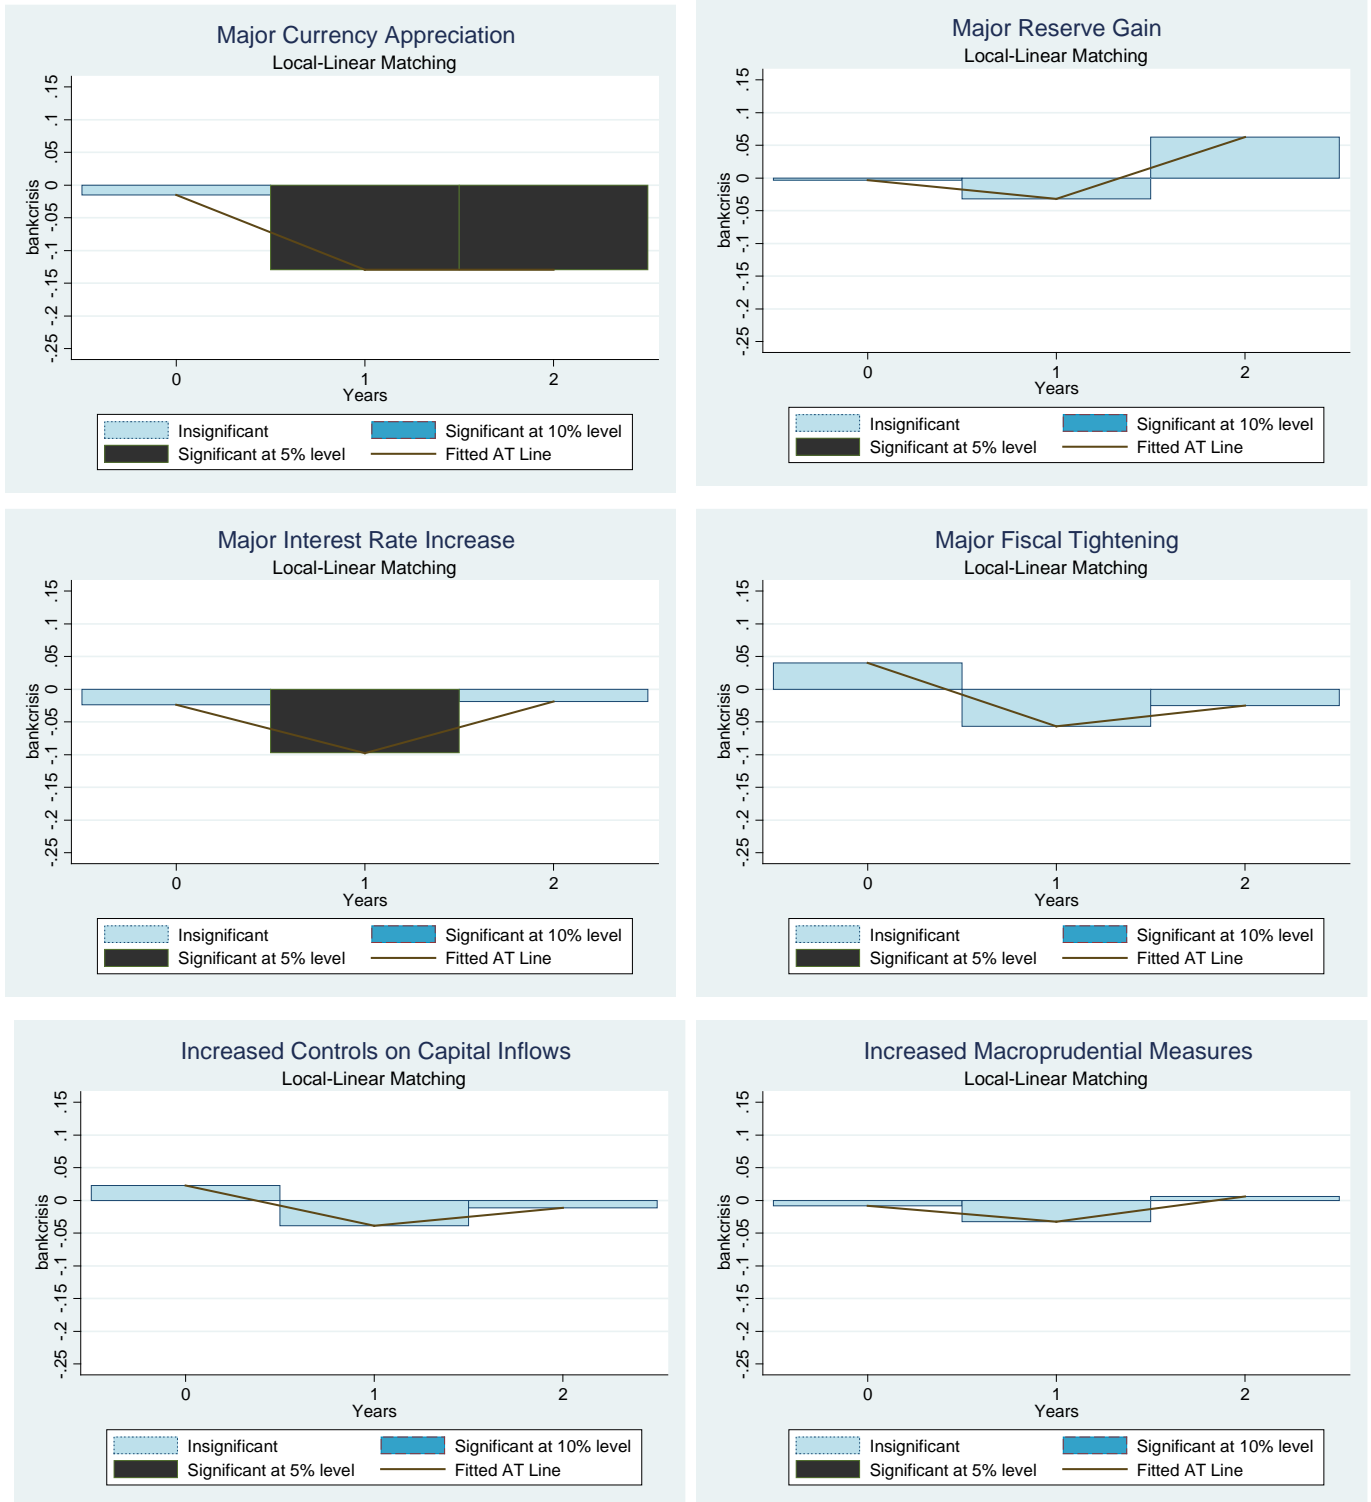 Major Currency Appreciation
Local-Linear Matching
bankcrisis
.15
.1
.05
0
-.05
-.1
-.15
-.2
-.25
0 1 2
Years
Insignificant Significant at 10% level
Significant at 5% level Fitted AT Line
Major Reserve Gain
Local-Linear Matching
bankcrisis
.15
.1
.05
0
-.05
-.1
-.15
-.2
-.25
0 1 2
Years
Insignificant Significant at 10% level
Significant at 5% level Fitted AT Line
Major Interest Rate Increase
Local-Linear Matching
bankcrisis
.15
.1
.05
0
-.05
-.1
-.15
-.2
-.25
0 1 2
Years
Insignificant Significant at 10% level
Significant at 5% level Fitted AT Line
Major Fiscal Tightening
Local-Linear Matching
bankcrisis
.15
.1
.05
0
-.05
-.1
-.15
-.2
-.25
0 1 2
Years
Insignificant Significant at 10% level
Significant at 5% level Fitted AT Line
Increased Controls on Capital Inflows
Local-Linear Matching
bankcrisis
.15
.1
.05
0
-.05
-.1
-.15
-.2
-.25
0 1 2
Years
Insignificant Significant at 10% level
Significant at 5% level Fitted AT Line
Increased Macroprudential Measures
Local-Linear Matching
bankcrisis
.15
.1
.05
0
-.05
-.1
-.15
-.2
-.25
0 1 2
Years
Insignificant Significant at 10% level
Significant at 5% level Fitted AT Line